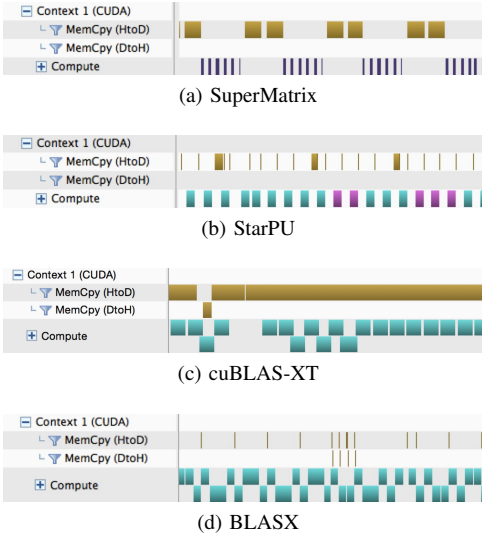 Context 1 (CUDA)
MemCpy (HtoD)
MemCpy (DtoH)
Compute
(a) SuperMatrix
Context 1 (CUDA)
MemCpy (HtoD)
MemCpy (DtoH)
Compute
(b) StarPU
Context 1 (CUDA)
MemCpy (HtoD)
MemCpy (DtoH)
Compute
(c) cuBLAS-XT
Context 1 (CUDA)
MemCpy (HtoD)
MemCpy (DtoH)
Compute
(d) BLASX